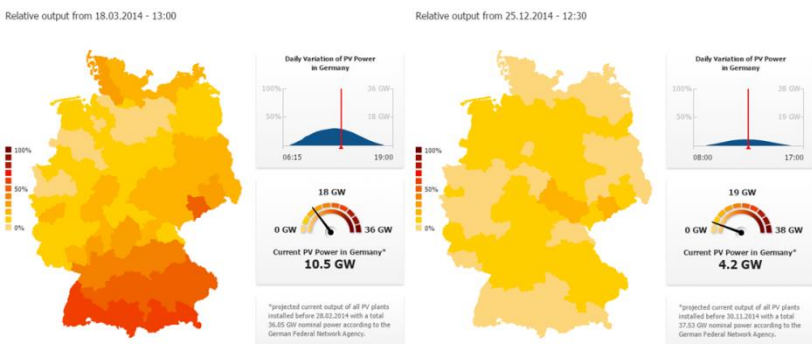 Relative output from 18.03.2014 - 13:00
Daily Variation of PV Power
in Germany
100%
36 GW
50%
18 GW
06:15
19:00
100%
50%
0%
18 GW
0 GW
36 GW
Current PV Power in Germany*
10.5 GW
*projected current output of all PV plants
installed before 28.02.2014 with a total
36.05 GW nominal power according to the
German Federal Network Agency.
Relative output from 25.12.2014 - 12:30
Daily Variation of PV Power
in Germany
100%
38 GW
50%
19 GW
08:00
17:00
100%
50%
0%
19 GW
0 GW
38 GW
Current PV Power in Germany*
4.2 GW
*projected current output of all PV plants
installed before 30.11.2014 with a total
37.53 GW nominal power according to the
German Federal Network Agency.